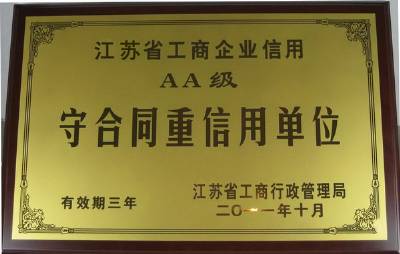 江苏省工商企业信用
AA级
守合同重信用单位
有效期三年
江苏省工商行政管理局
二〇一一年十月